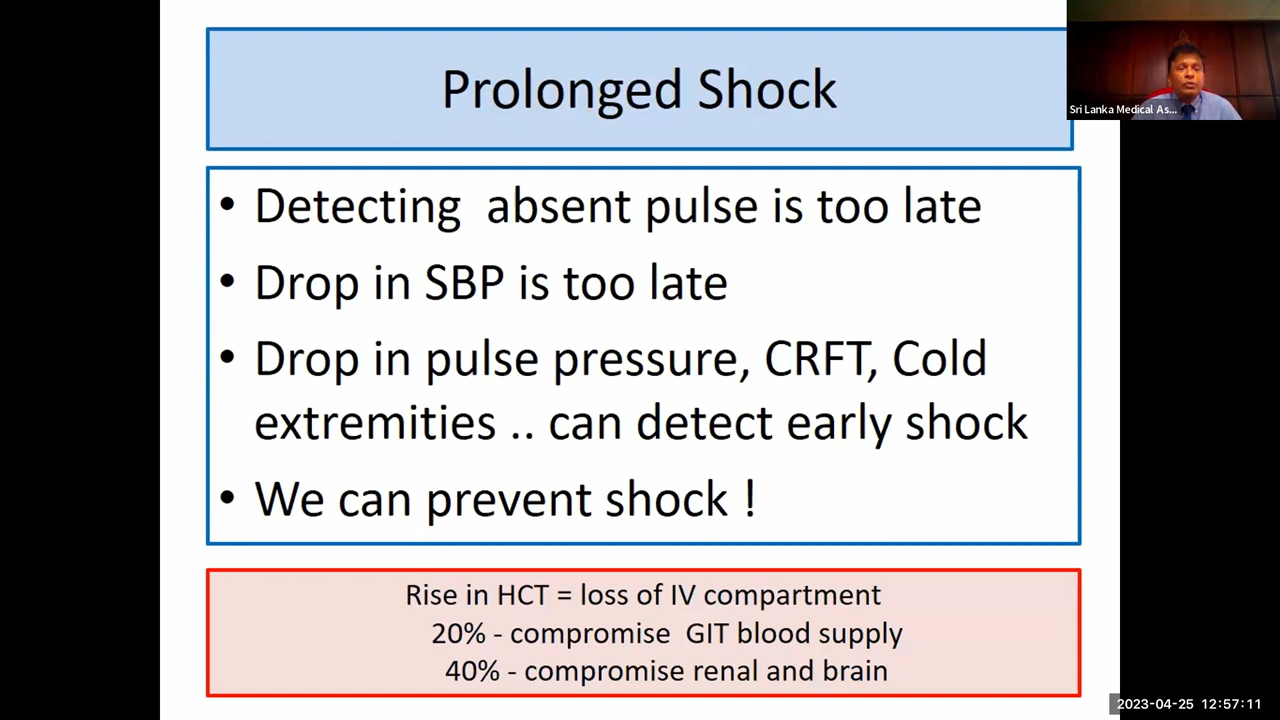 Prolonged Shock
Sri Lanka Medical As...
• Detecting absent pulse is too late
• Drop in SBP is too late
• Drop in pulse pressure, CRFT, Cold
extremities .. can detect early shock
• We can prevent shock !
Rise in HCT = loss of IV compartment
20% - compromise GIT blood supply
40% - compromise renal and brain
2023-04-25 12:57:11